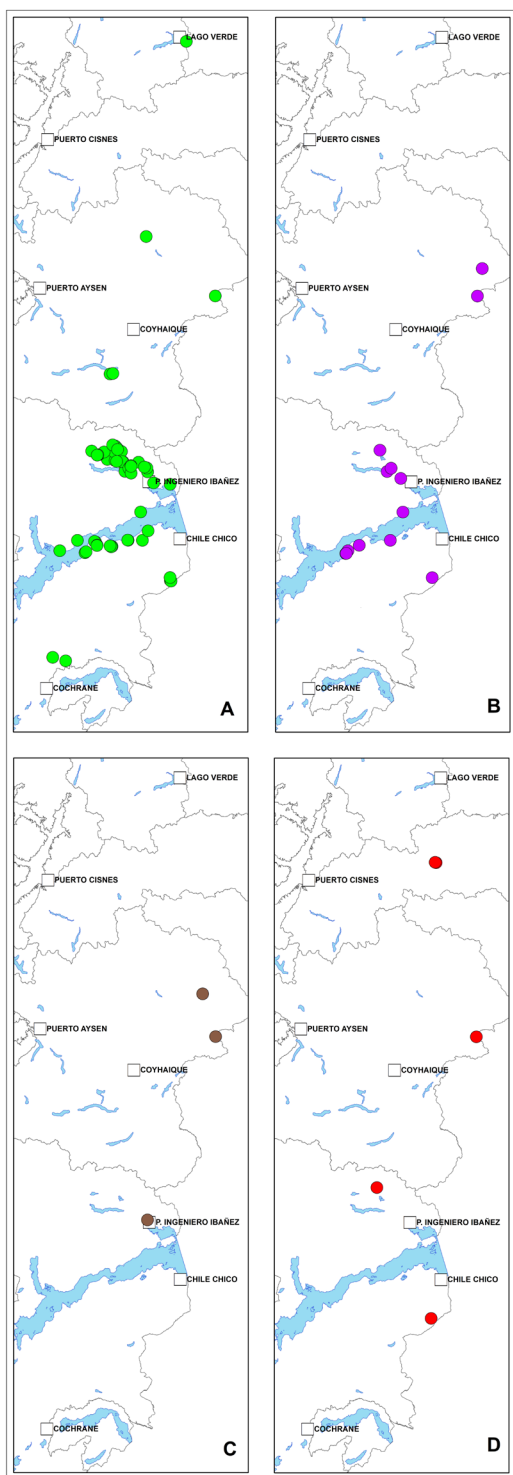 LAGO VERDE
PUERTO CISNES
PUERTO AYSEN
COYHAIQUE
P. INGENIERO IBAÑEZ
CHILE CHICO
COCHRANE
A
LAGO VERDE
PUERTO CISNES
PUERTO AYSEN
COYHAIQUE
P. INGENIERO IBAÑEZ
CHILE CHICO
COCHRANE
B
LAGO VERDE
PUERTO CISNES
PUERTO AYSEN
COYHAIQUE
P. INGENIERO IBAÑEZ
CHILE CHICO
COCHRANE
C
LAGO VERDE
PUERTO CISNES
PUERTO AYSEN
COYHAIQUE
P. INGENIERO IBAÑEZ
CHILE CHICO
COCHRANE
D